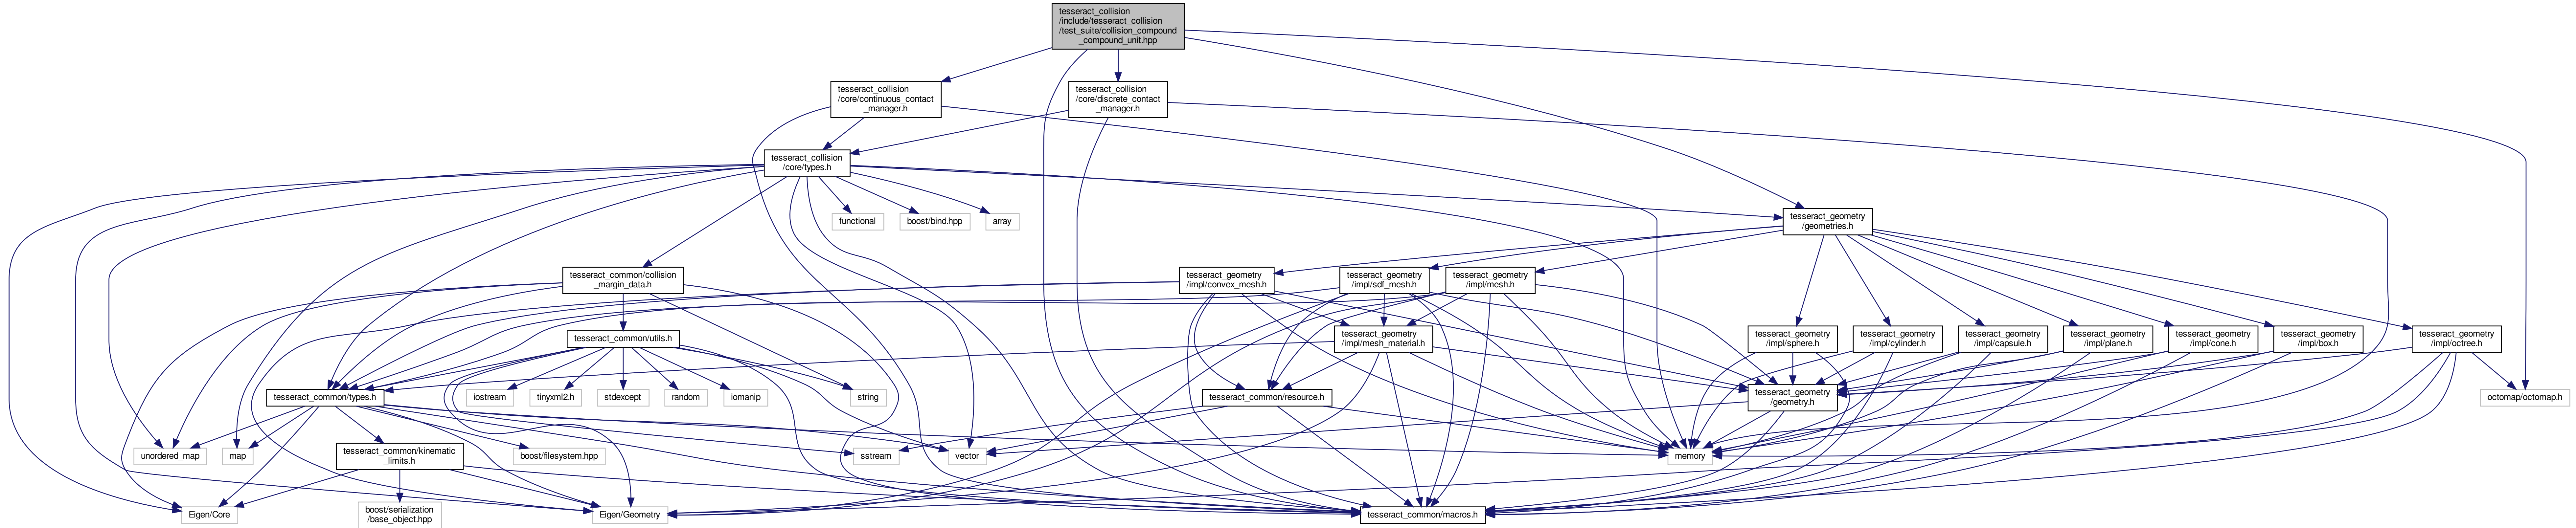 tesseract_collision
/include/tesseract_collision
/test_suite/collision_compound
_compound_unit.hpp
tesseract_collision
/core/continuous_contact
_manager.h
tesseract_collision
/core/discrete_contact
_manager.h
tesseract_collision
/core/types.h
functional
boost/bind.hpp
array
tesseract_geometry
/geometries.h
tesseract_common/collision
_margin_data.h
tesseract_geometry
/impl/convex_mesh.h
tesseract_geometry
/impl/sdf_mesh.h
tesseract_geometry
/impl/mesh.h
tesseract_common/utils.h
tesseract_geometry
/impl/mesh_material.h
tesseract_geometry
/impl/sphere.h
tesseract_geometry
/impl/cylinder.h
tesseract_geometry
/impl/capsule.h
tesseract_geometry
/impl/plane.h
tesseract_geometry
/impl/cone.h
tesseract_geometry
/impl/box.h
tesseract_geometry
/impl/octree.h
tesseract_common/types.h
iostream
tinyxml2.h
stdexcept
random
iomanip
string
tesseract_common/resource.h
tesseract_geometry
/geometry.h
octomap/octomap.h
unordered_map
map
tesseract_common/kinematic
_limits.h
boost/filesystem.hpp
sstream
vector
memory
Eigen/Core
boost/serialization
/base_object.hpp
Eigen/Geometry
tesseract_common/macros.h